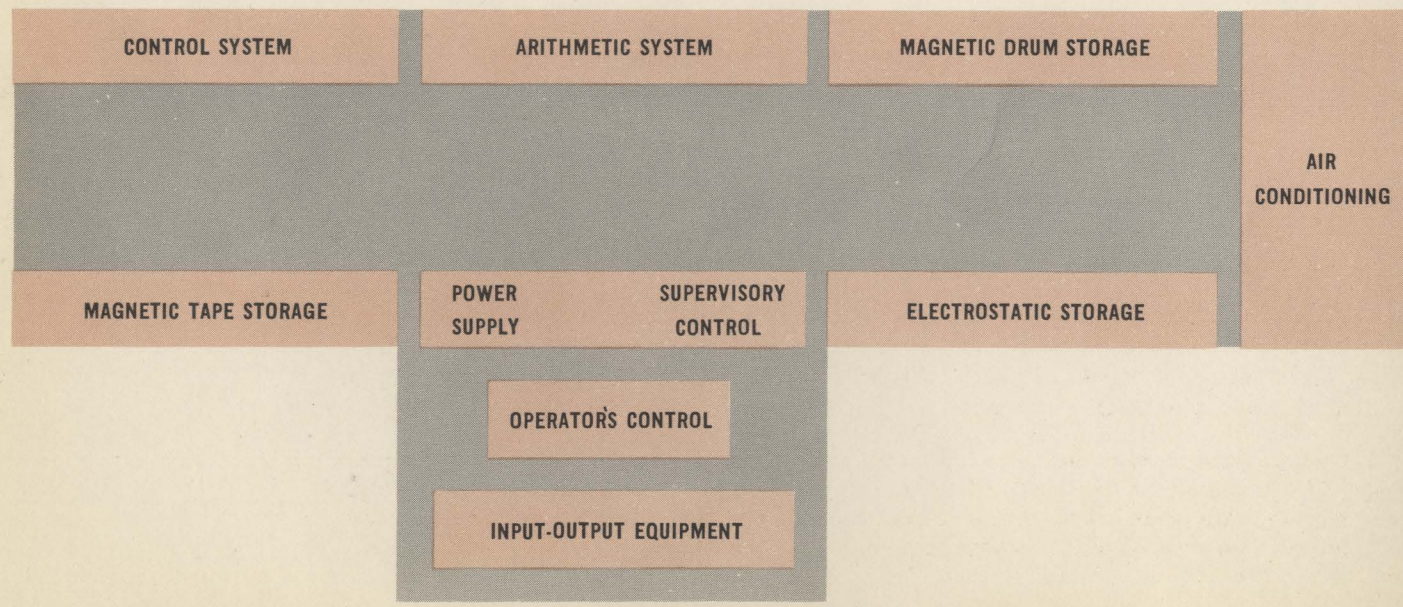 CONTROL SYSTEM
ARITHMETIC SYSTEM
MAGNETIC DRUM STORAGE
AIR
CONDITIONING
MAGNETIC TAPE STORAGE
POWER
SUPPLY
SUPERVISORY
CONTROL
ELECTROSTATIC STORAGE
OPERATOR'S CONTROL
INPUT-OUTPUT EQUIPMENT